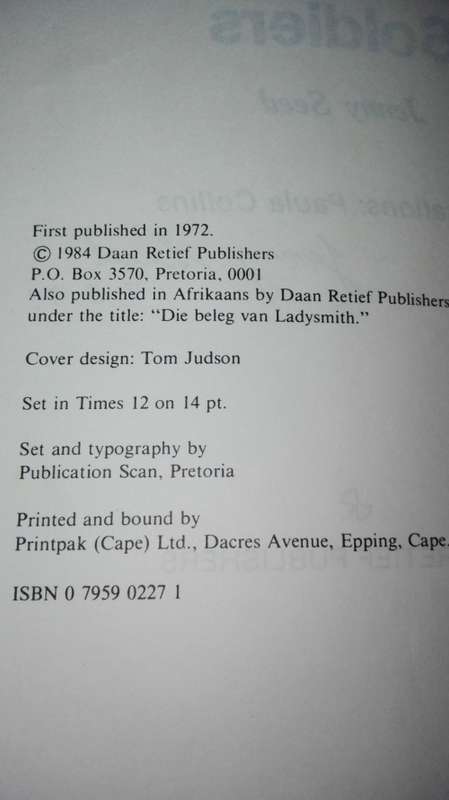 First published in 1972.
© 1984 Daan Retief Publishers
P.O. Box 3570, Pretoria, 0001
Also published in Afrikaans by Daan Retief Publishers
under the title: “Die beleg van Ladysmith.”
Cover design: Tom Judson
Set in Times 12 on 14 pt.
Set and typography by
Publication Scan, Pretoria
Printed and bound by
Printpak (Cape) Ltd., Dacres Avenue, Epping, Cape.
ISBN 0 7959 0227 1